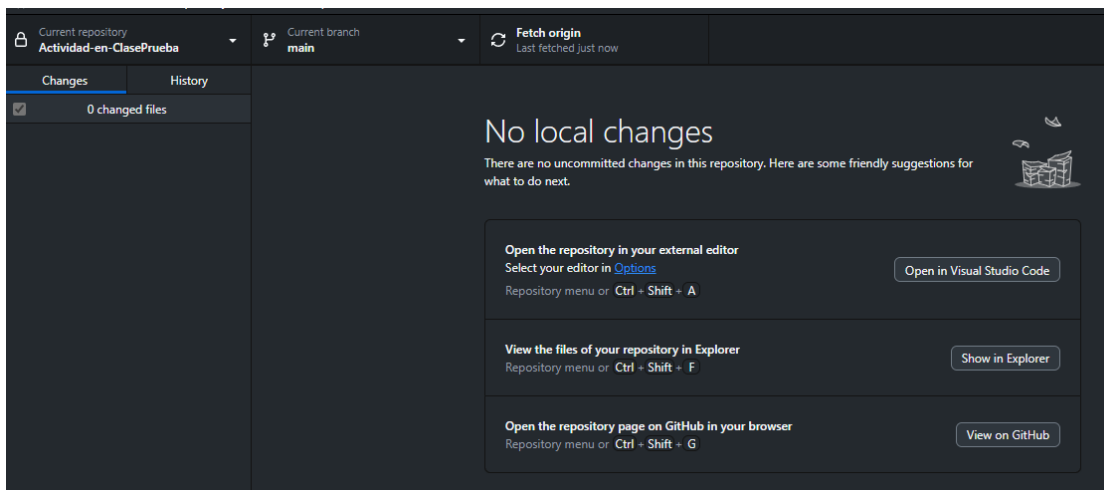 Current repository
Actividad-en-ClasePrueba
Current branch
main
Fetch origin
Last fetched just now
Changes
History
0 changed files
No local changes
There are no uncommitted changes in this repository. Here are some friendly suggestions for
what to do next.
Open the repository in your external editor
Select your editor in Options
Repository menu or Ctrl + Shift + A
Open in Visual Studio Code
View the files of your repository in Explorer
Repository menu or Ctrl + Shift + F
Show in Explorer
Open the repository page on GitHub in your browser
Repository menu or Ctrl + Shift + G
View on GitHub